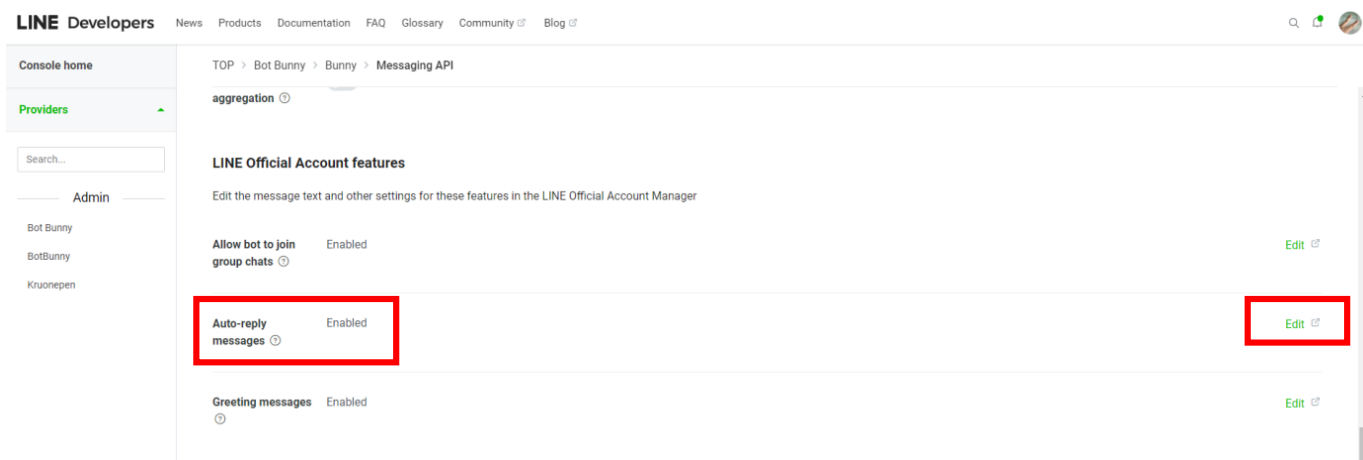 LINE Developers News Products Documentation FAQ Glossary Community Blog
Console home
TOP > Bot Bunny > Bunny > Messaging API
aggregation
Providers
Search...
Admin
Bot Bunny
BotBunny
Kruonepen
LINE Official Account features
Edit the message text and other settings for these features in the LINE Official Account Manager
Allow bot to join Enabled Edit
group chats
Auto-reply Enabled Edit
messages
Greeting messages Enabled Edit